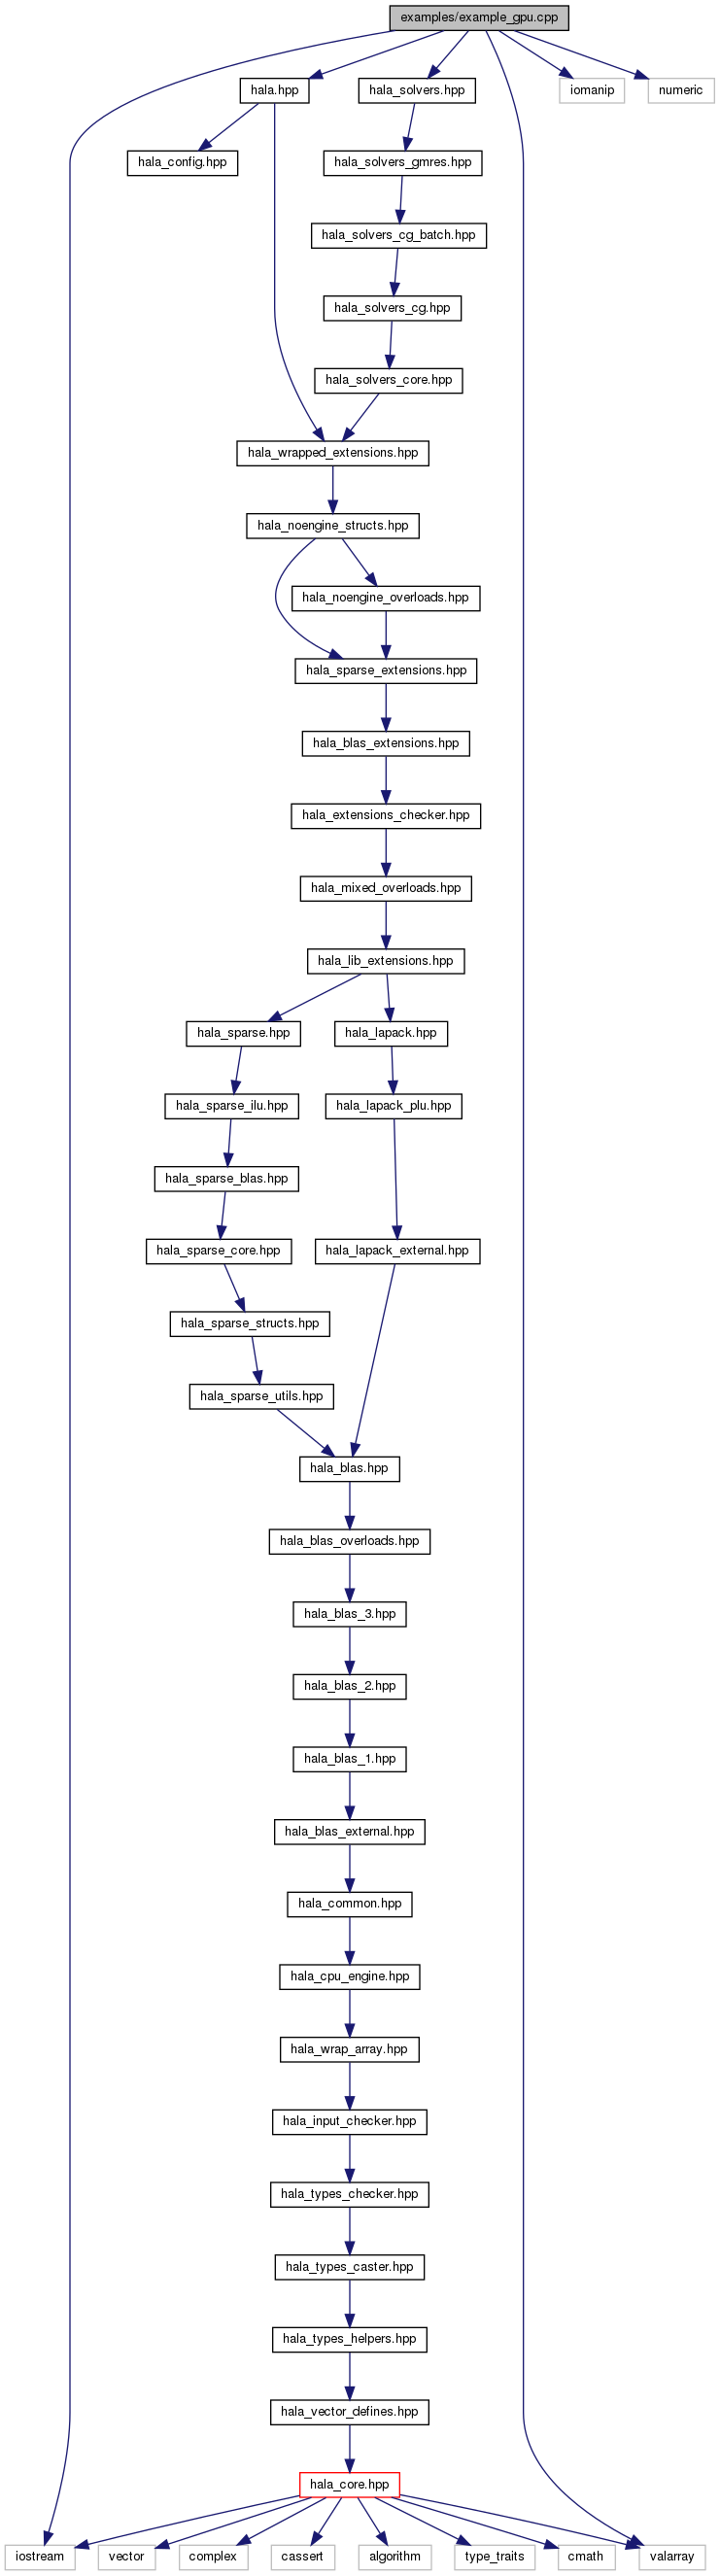 examples/example_gpu.cpp
hala.hpp
hala_solvers.hpp
iomanip
numeric
hala_config.hpp
hala_solvers_gmres.hpp
hala_solvers_cg_batch.hpp
hala_solvers_cg.hpp
hala_solvers_core.hpp
hala_wrapped_extensions.hpp
hala_noengine_structs.hpp
hala_noengine_overloads.hpp
hala_sparse_extensions.hpp
hala_blas_extensions.hpp
hala_extensions_checker.hpp
hala_mixed_overloads.hpp
hala_lib_extensions.hpp
hala_sparse.hpp
hala_lapack.hpp
hala_sparse_ilu.hpp
hala_lapack_plu.hpp
hala_sparse_blas.hpp
hala_sparse_core.hpp
hala_lapack_external.hpp
hala_sparse_structs.hpp
hala_sparse_utils.hpp
hala_blas.hpp
hala_blas_overloads.hpp
hala_blas_3.hpp
hala_blas_2.hpp
hala_blas_1.hpp
hala_blas_external.hpp
hala_common.hpp
hala_cpu_engine.hpp
hala_wrap_array.hpp
hala_input_checker.hpp
hala_types_checker.hpp
hala_types_caster.hpp
hala_types_helpers.hpp
hala_vector_defines.hpp
hala_core.hpp
iostream
vector
complex
cassert
algorithm
type_traits
cmath
valarray